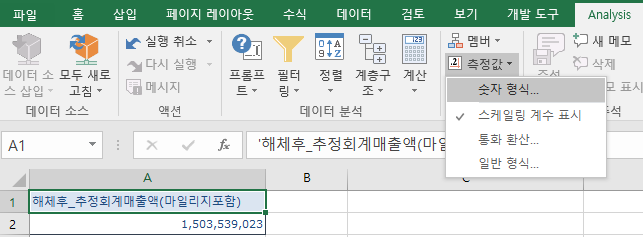 파일 홈 삽입 페이지 레이아웃 수식 데이터 검토 보기 개발 도구 Analysis
데이터 소스 삽입
모두 새로 고침
데이터 소스
실행 취소
다시 실행
메시지
작업
프롬프트
필터링
정렬
계층구조
계산
데이터 분석
멤버
측정값
숫자 형식...
스케일링 계수 표시
통화 환산...
일반 형식...
주석
새 메모
삭제
모 표시
A1
'해체후_추정회계매출액(마일
A B C
1 해체후_추정회계매출액(마일리지포함)
2 1,503,539,023